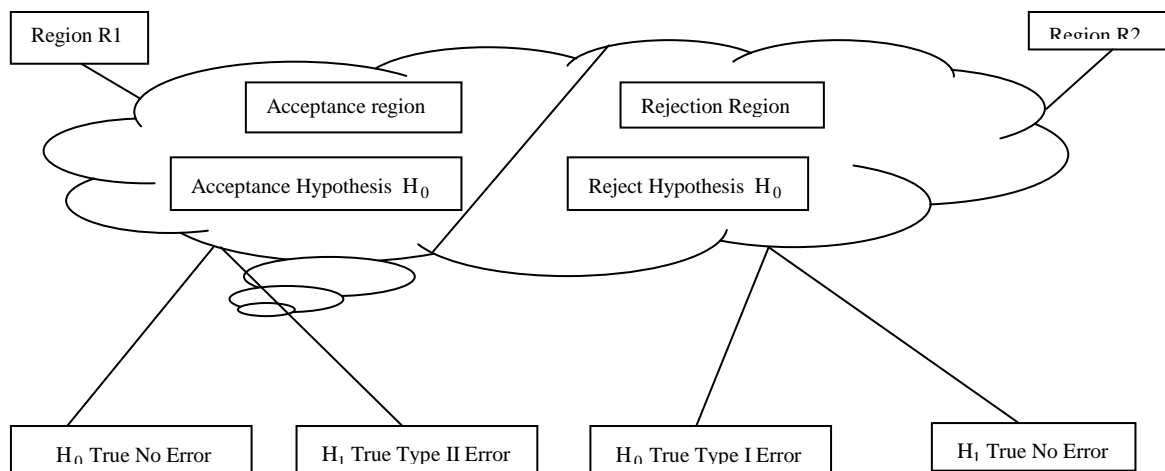 Region R1
Region R2
Acceptance region
Rejection Region
Acceptance Hypothesis H₀
Reject Hypothesis H₀
H₀ True No Error
H₁ True Type II Error
H₀ True Type I Error
H₁ True No Error